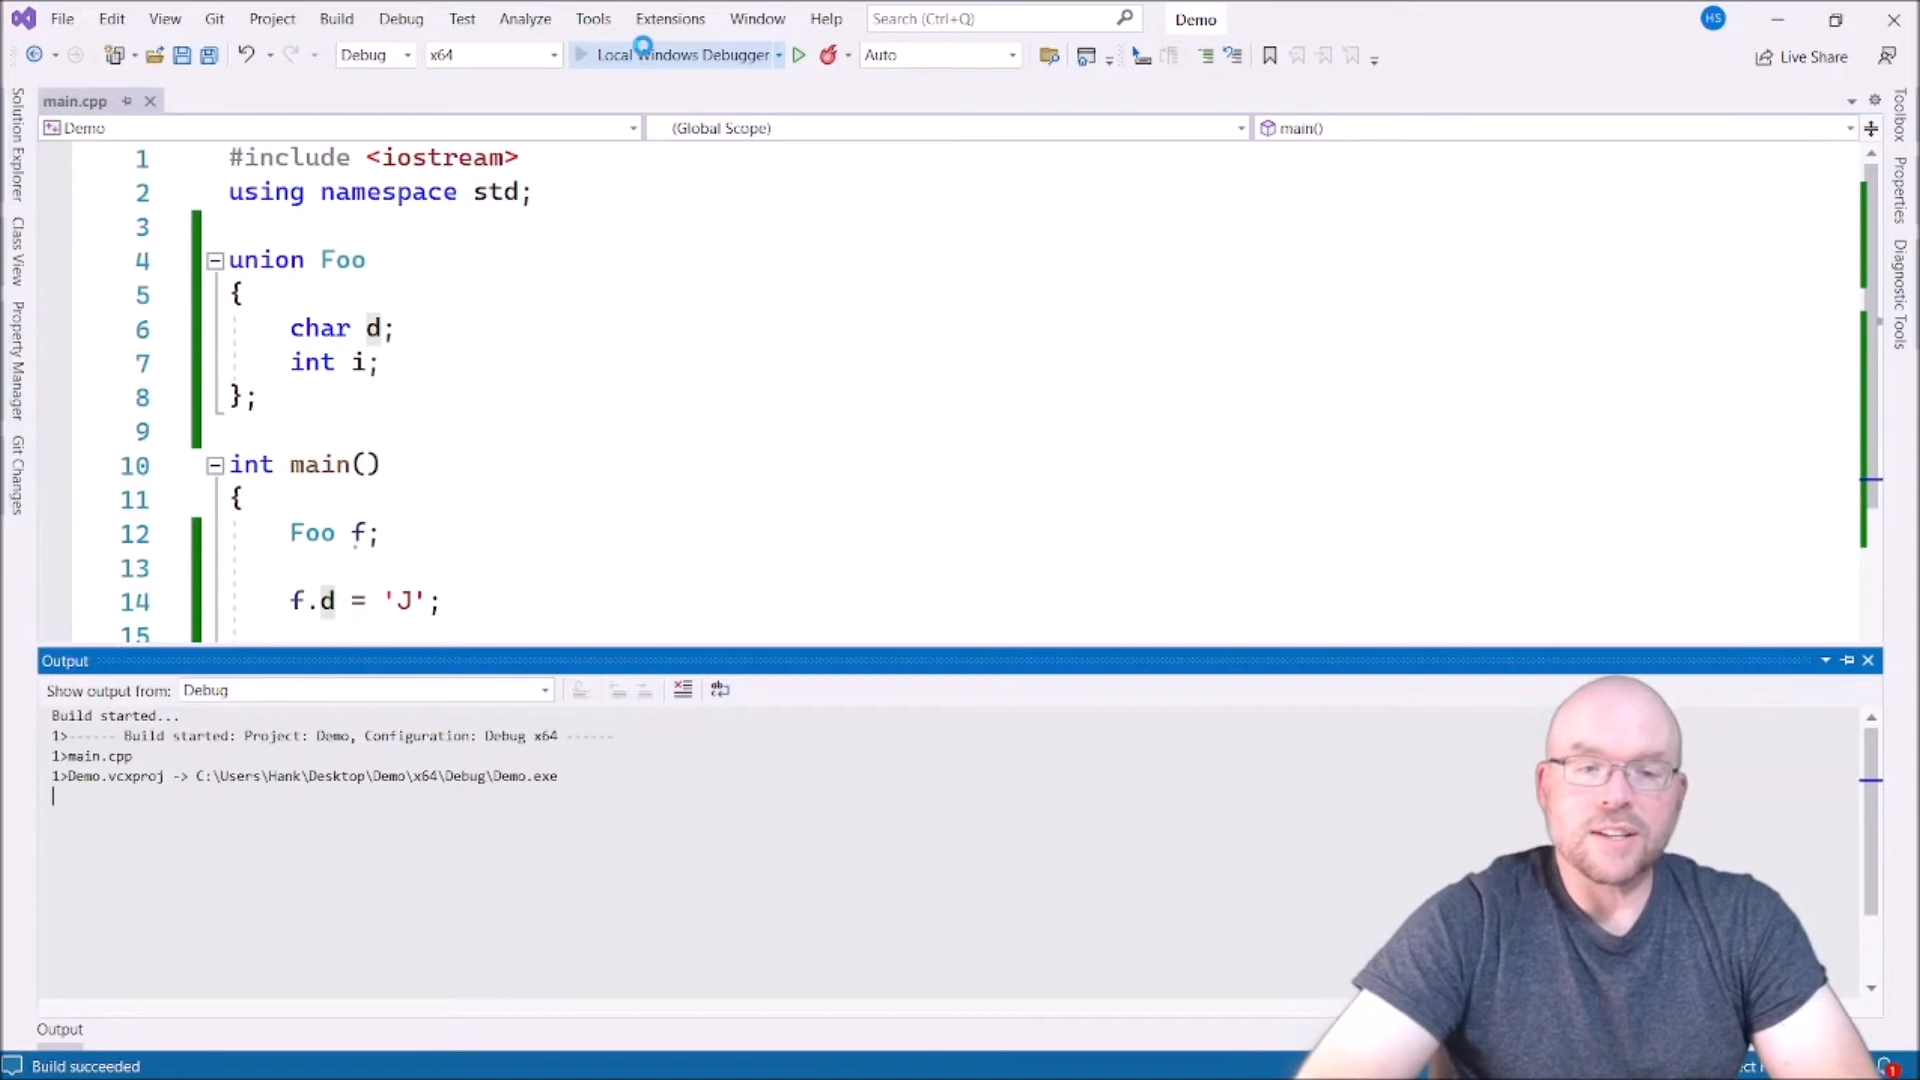 File Edit View Git Project Build Debug Test Analyze Tools Extensions Window Help Search (Ctrl+Q) Demo HS
Debug x64 Local Windows Debugger Auto Live Share
main.cpp
Demo (Global Scope) main()
Solution Explorer
Class View
Property Manager
Git Changes
Toolbox
Properties
Diagnostic Tools
1 #include <iostream>
2 using namespace std;
3
4 union Foo
5 {
6 char d;
7 int i;
8 };
9
10 int main()
11 {
12 Foo f;
13
14 f.d = 'J';
15
Output
Show output from: Debug
Build started...
1>------ Build started: Project: Demo, Configuration: Debug x64 ------
1>main.cpp
1>Demo.vcxproj -> C:\Users\Hank\Desktop\Demo\x64\Debug\Demo.exe
Output
Build succeeded
1